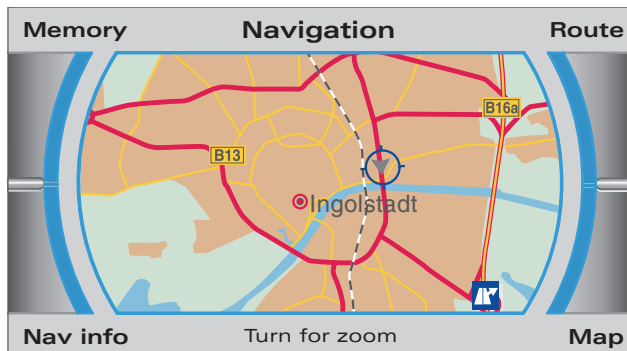 Memory
Navigation
Route
B16a
B13
Ingolstadt
Nav info
Turn for zoom
Map